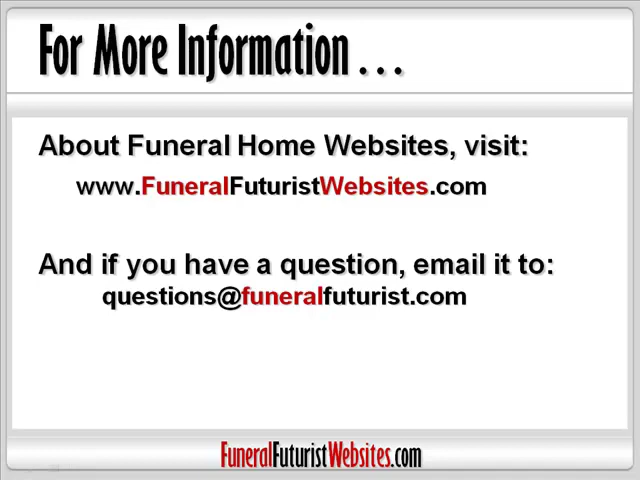 For More Information ...
About Funeral Home Websites, visit:
www.FuneralFuturistWebsites.com
And if you have a question, email it to:
questions@funeralfuturist.com
FuneralFuturistWebsites.com